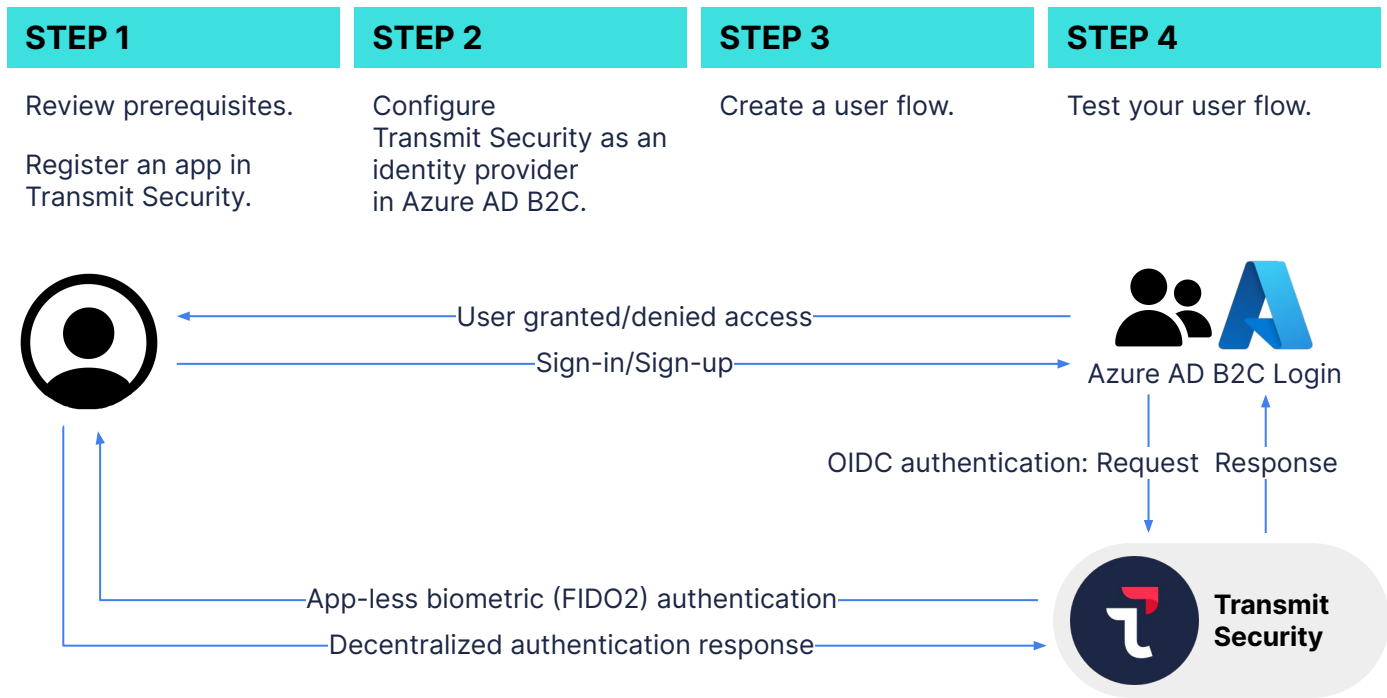 STEP 1
Review prerequisites.
Register an app in
Transmit Security.
STEP 2
Configure
Transmit Security as an
identity provider
in Azure AD B2C.
STEP 3
Create a user flow.
STEP 4
Test your user flow.
User granted/denied access
Sign-in/Sign-up
Azure AD B2C Login
OIDC authentication: Request Response
App-less biometric (FIDO2) authentication
Decentralized authentication response
Transmit
Security